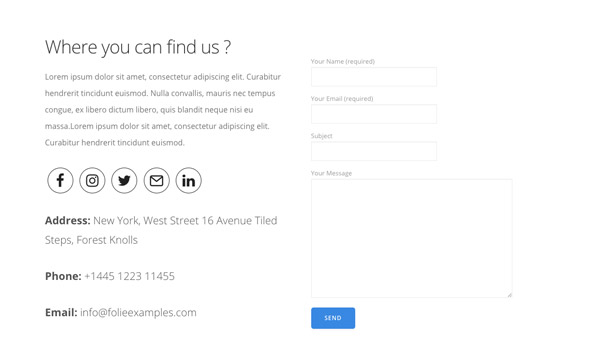 Where you can find us ?
Lorem ipsum dolor sit amet, consectetur adipiscing elit. Curabitur
hendrerit tincidunt euismod. Nulla convallis, mauris nec tempus
congue, ex libero dictum libero, quis blandit neque nisi eu
massa.Lorem ipsum dolor sit amet, consectetur adipiscing elit.
Curabitur hendrerit tincidunt euismod.
Address: New York, West Street 16 Avenue Tiled
Steps, Forest Knolls
Phone: +1445 1223 11455
Email: info@folieexamples.com
Your Name (required)
Your Email (required)
Subject
Your Message
SEND